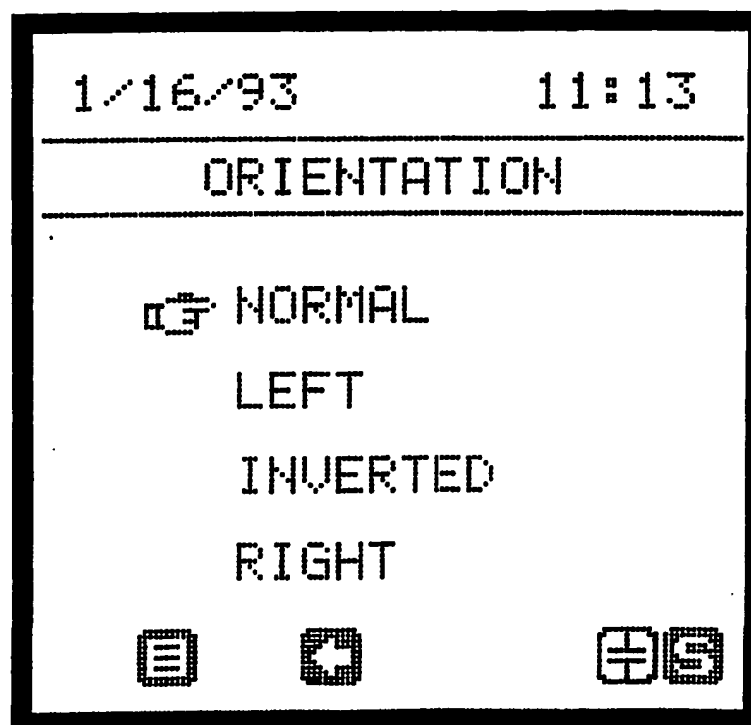 1/16/93 11:13
ORIENTATION
NORMAL
LEFT
INVERTED
RIGHT
S